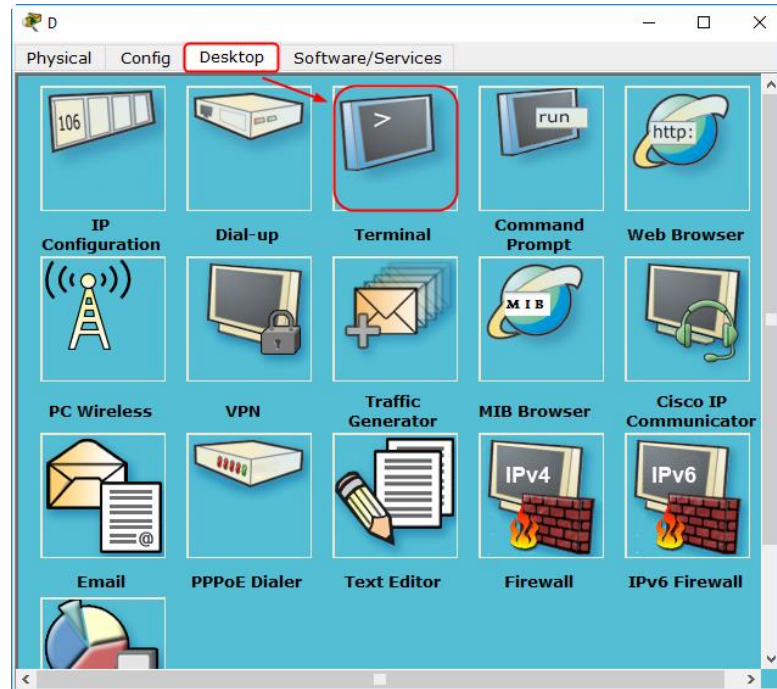 D
Physical Config Desktop Software/Services
106
>
run
http:
IP
Configuration
Dial-up
Terminal
Command
Prompt
Web Browser
MIB
PC Wireless
VPN
Traffic
Generator
MIB Browser
Cisco IP
Communicator
@
IPv4
IPv6
Email
PPPoE Dialer
Text Editor
Firewall
IPv6 Firewall